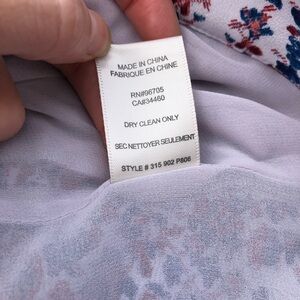 MADE IN CHINA
FABRIQUE EN CHINE
RN#96705
CA#34460
DRY CLEAN ONLY
SEC NETTOYER SEULEMENT
STYLE # 315 902 P806